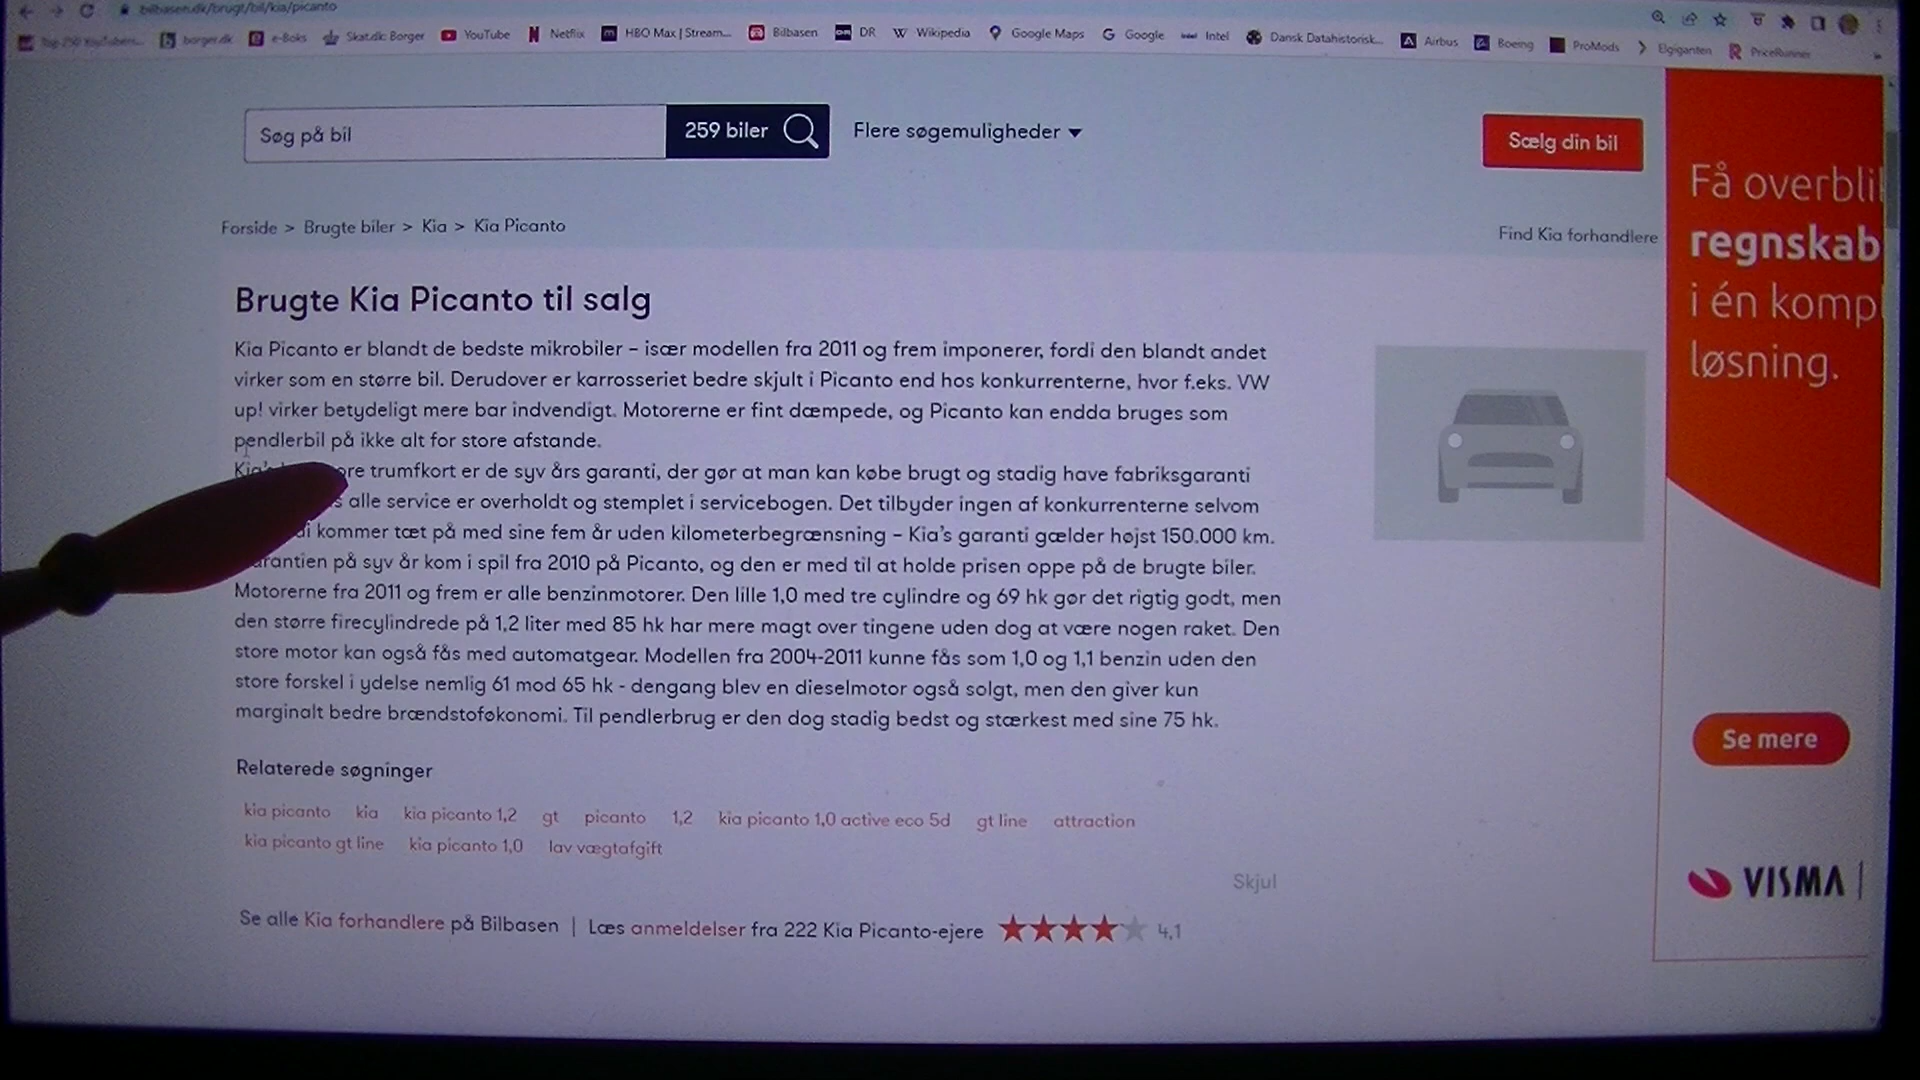 bilbasen.dk/brugt/bil/kia/picanto
borger.dk e-Boks Skat.dk: Borger YouTube Netflix HBO Max | Stream... Bilbasen DR Wikipedia Google Maps Google Intel Dansk Datahistorisk... Airbus Boeing ProMods Elgiganten PriceRunner
Søg på bil 259 biler Flere søgemuligheder
Sælg din bil
Forside > Brugte biler > Kia > Kia Picanto
Find Kia forhandlere
Brugte Kia Picanto til salg
Kia Picanto er blandt de bedste mikrobiler – især modellen fra 2011 og frem imponerer, fordi den blandt andet
virker som en større bil. Derudover er karrosseriet bedre skjult i Picanto end hos konkurrenterne, hvor f.eks. VW
up! virker betydeligt mere bar indvendigt. Motorerne er fint dæmpede, og Picanto kan endda bruges som
pendlerbil på ikke alt for store afstande.
Kia's trumfkort er de syv års garanti, der gør at man kan købe brugt og stadig have fabriksgaranti
alle service er overholdt og stemplet i servicebogen. Det tilbyder ingen af konkurrenterne selvom
kommer tæt på med sine fem år uden kilometerbegrænsning – Kia's garanti gælder højst 150.000 km.
Garantien på syv år kom i spil fra 2010 på Picanto, og den er med til at holde prisen oppe på de brugte biler.
Motorerne fra 2011 og frem er alle benzinmotorer. Den lille 1,0 med tre cylindre og 69 hk gør det rigtig godt, men
den større firecylindrede på 1,2 liter med 85 hk har mere magt over tingene uden dog at være nogen raket. Den
store motor kan også fås med automatgear. Modellen fra 2004-2011 kunne fås som 1,0 og 1,1 benzin uden den
store forskel i ydelse nemlig 61 mod 65 hk - dengang blev en dieselmotor også solgt, men den giver kun
marginalt bedre brændstoføkonomi. Til pendlerbrug er den dog stadig bedst og stærkest med sine 75 hk.
Relaterede søgninger
kia picanto kia kia picanto 1,2 gt picanto 1,2 kia picanto 1,0 active eco 5d gt line attraction
kia picanto gt line kia picanto 1,0 lav vægtafgift
Skjul
Se alle Kia forhandlere på Bilbasen | Læs anmeldelser fra 222 Kia Picanto-ejere 4,1
Få overblik
regnskab
i én komp
løsning.
Se mere
VISMA